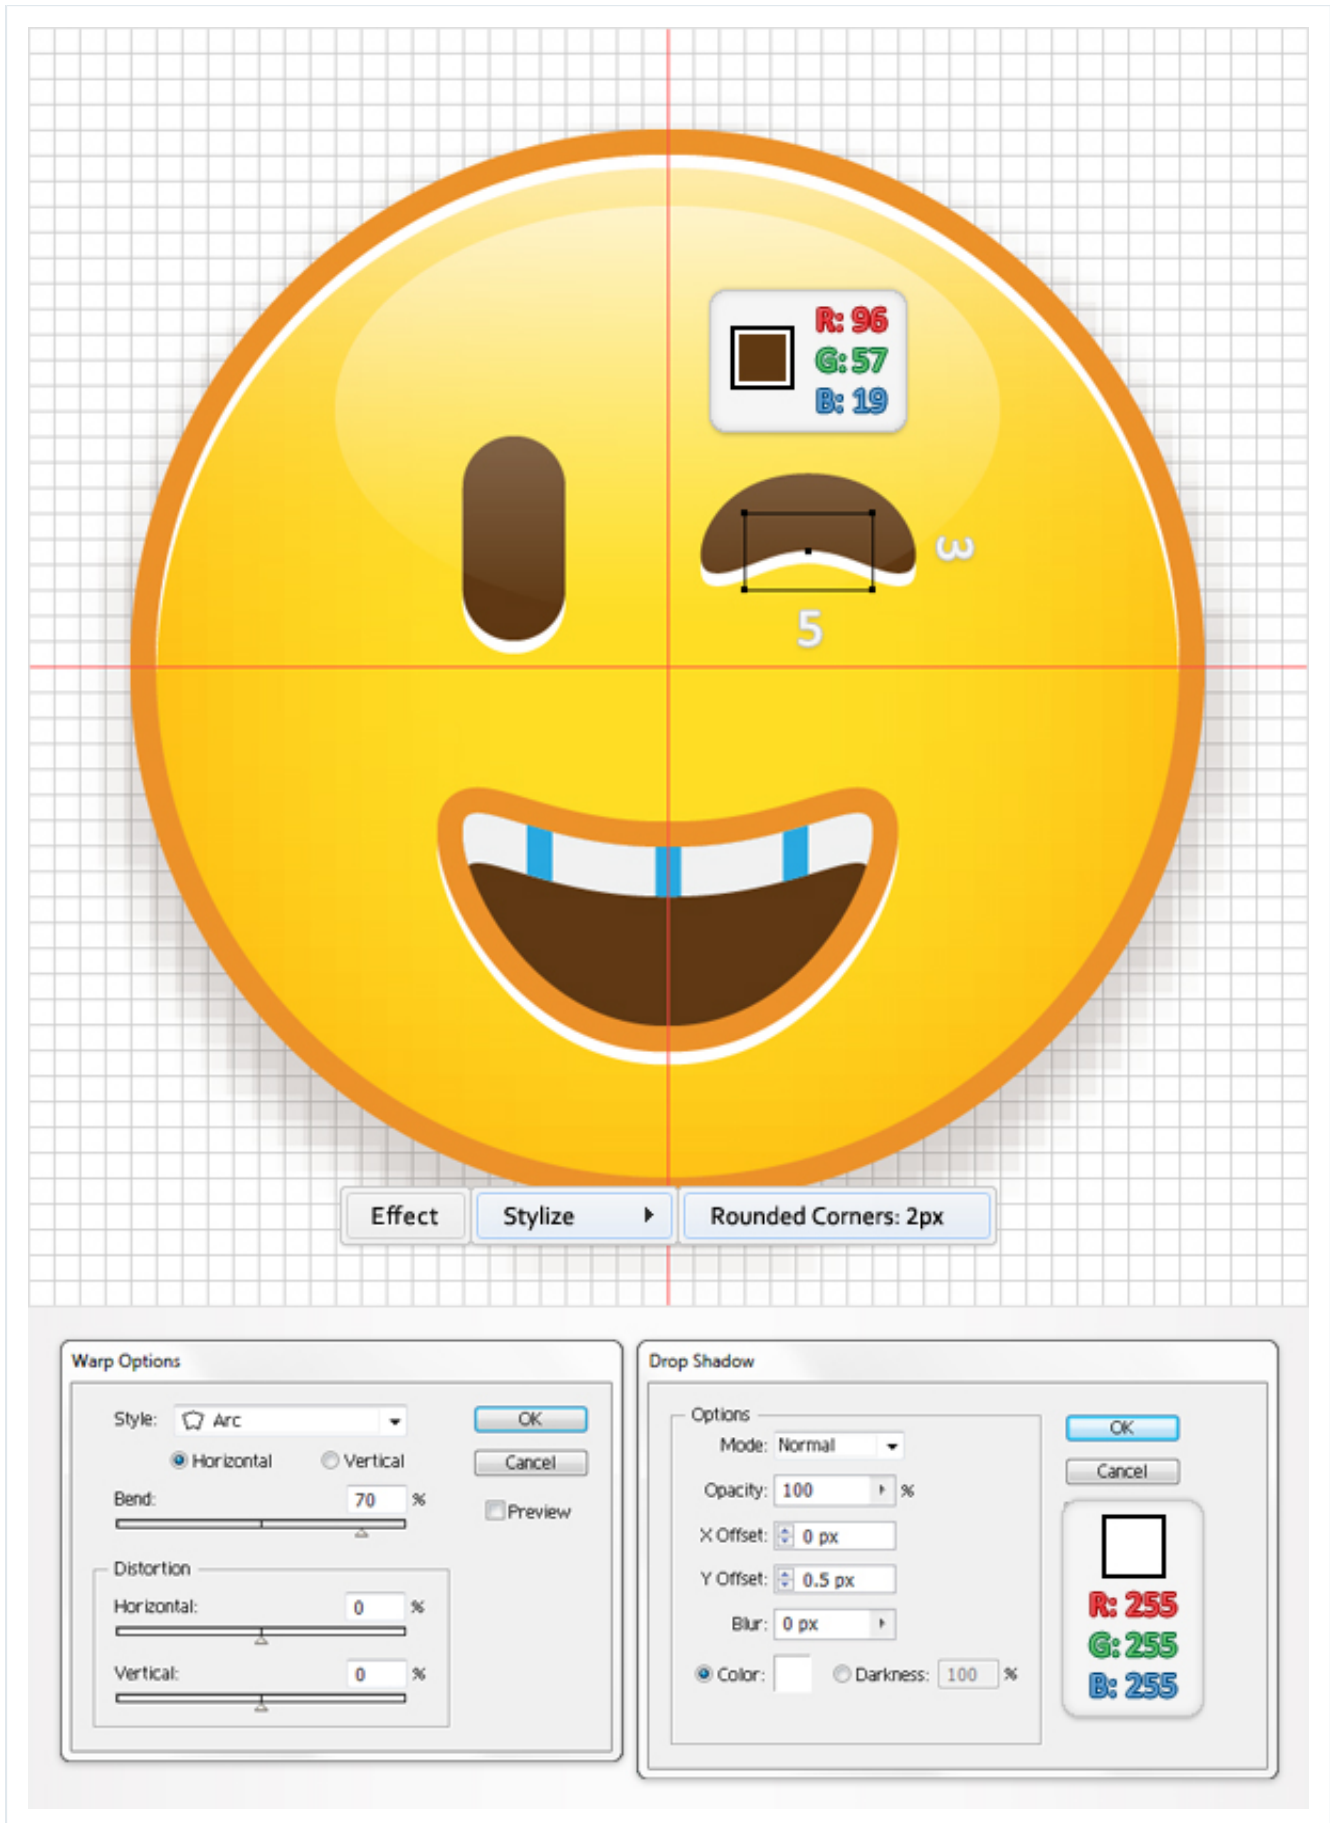 R: 96
G: 57
B: 19
3
5
Effect
Stylize
Rounded Corners: 2px
Warp Options
Style: Arc
Horizontal Vertical
Bend: 70 %
Distortion
Horizontal: 0 %
Vertical: 0 %
OK
Cancel
Preview
Drop Shadow
Options
Mode: Normal
Opacity: 100 %
X Offset: 0 px
Y Offset: 0.5 px
Blur: 0 px
Color: Darkness: 100 %
OK
Cancel
R: 255
G: 255
B: 255